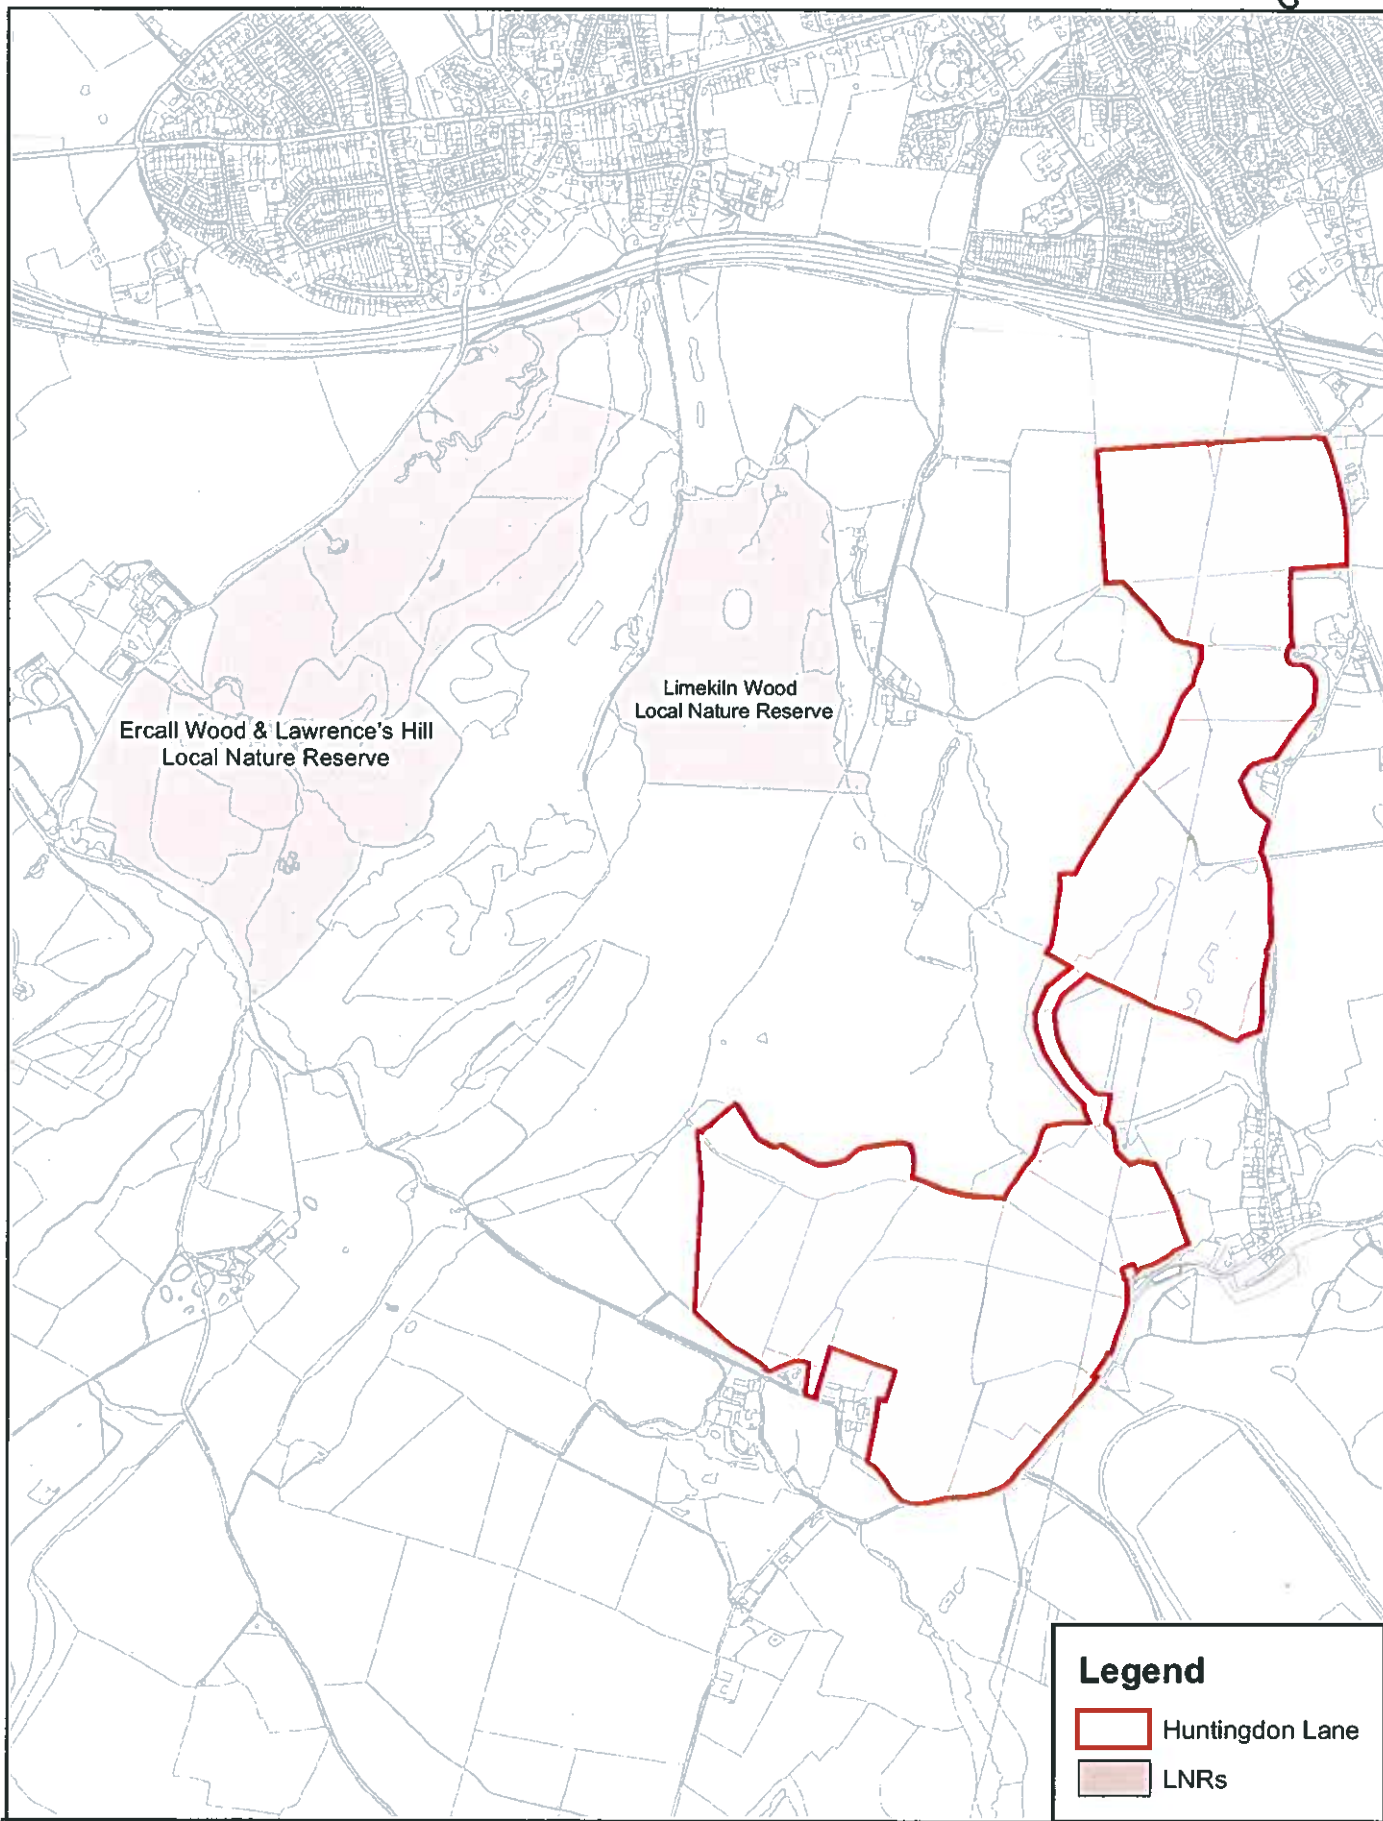 Ercall Wood & Lawrence's Hill
Local Nature Reserve
Limekiln Wood
Local Nature Reserve
Legend
Huntingdon Lane
LNRs